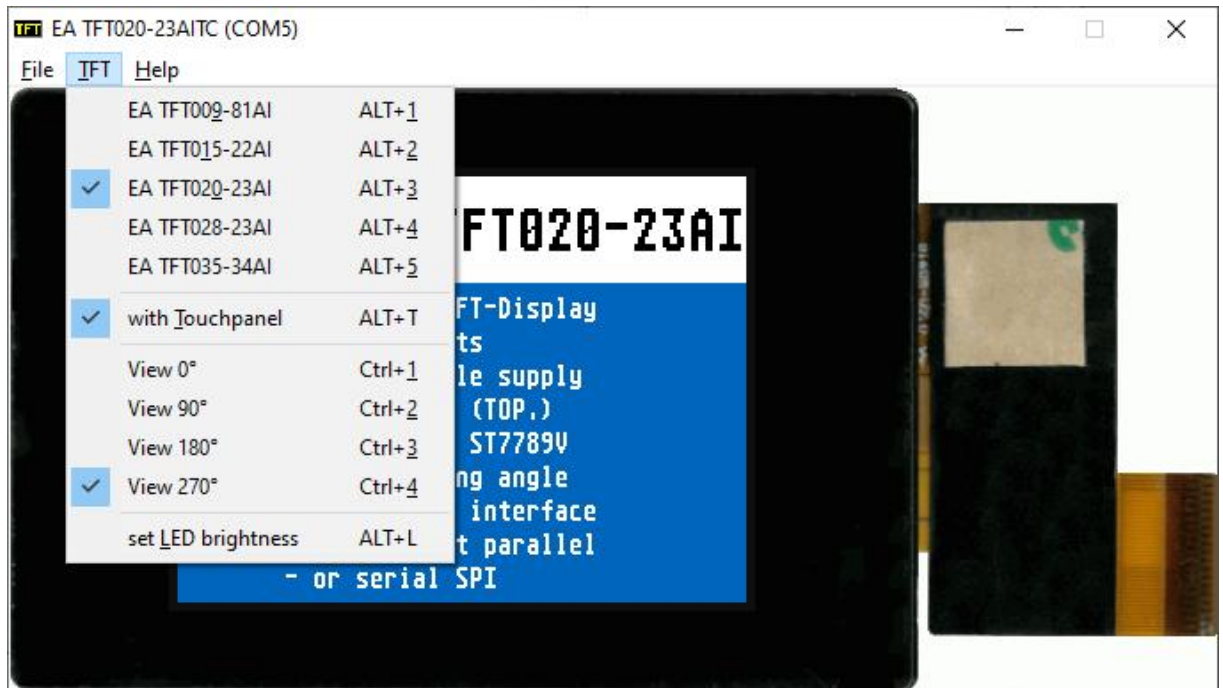 TFT EA TFT020-23AITC (COM5)
File TFT Help
EA TFT009-81AI ALT+1
EA TFT015-22AI ALT+2
EA TFT020-23AI ALT+3
EA TFT028-23AI ALT+4
EA TFT035-34AI ALT+5
with Touchpanel ALT+T
View 0° Ctrl+1
View 90° Ctrl+2
View 180° Ctrl+3
View 270° Ctrl+4
set LED brightness ALT+L
TFT020-23AI
FT-Display
ts
le supply
(TOP.)
ST7789V
ng angle
interface
t parallel
- or serial SPI